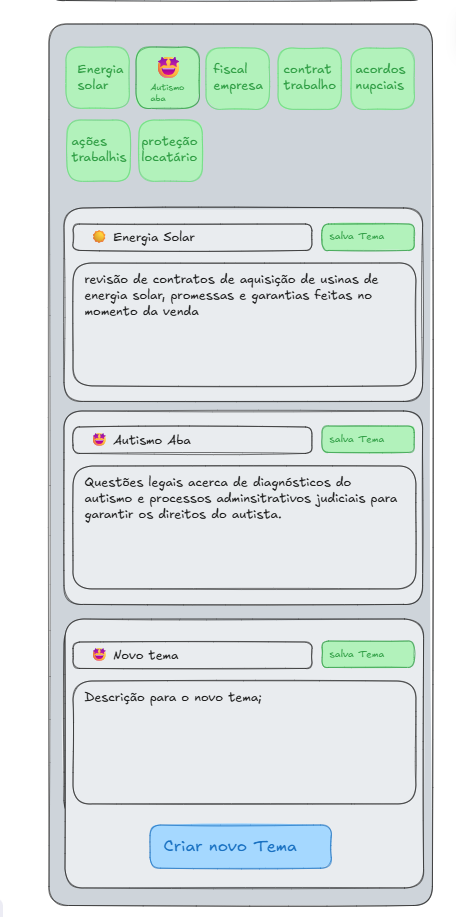 Energia
solar
Autismo
aba
fiscal
empresa
contrat
trabalho
acordos
nupciais
ações
trabalhis
proteção
locatário
Energia Solar
salva Tema
revisão de contratos de aquisição de usinas de
energia solar, promessas e garantias feitas no
momento da venda
Autismo Aba
salva Tema
Questões legais acerca de diagnósticos do
autismo e processos adminsitrativos judiciais para
garantir os direitos do autista.
Novo tema
salva Tema
Descrição para o novo tema;
Criar novo Tema